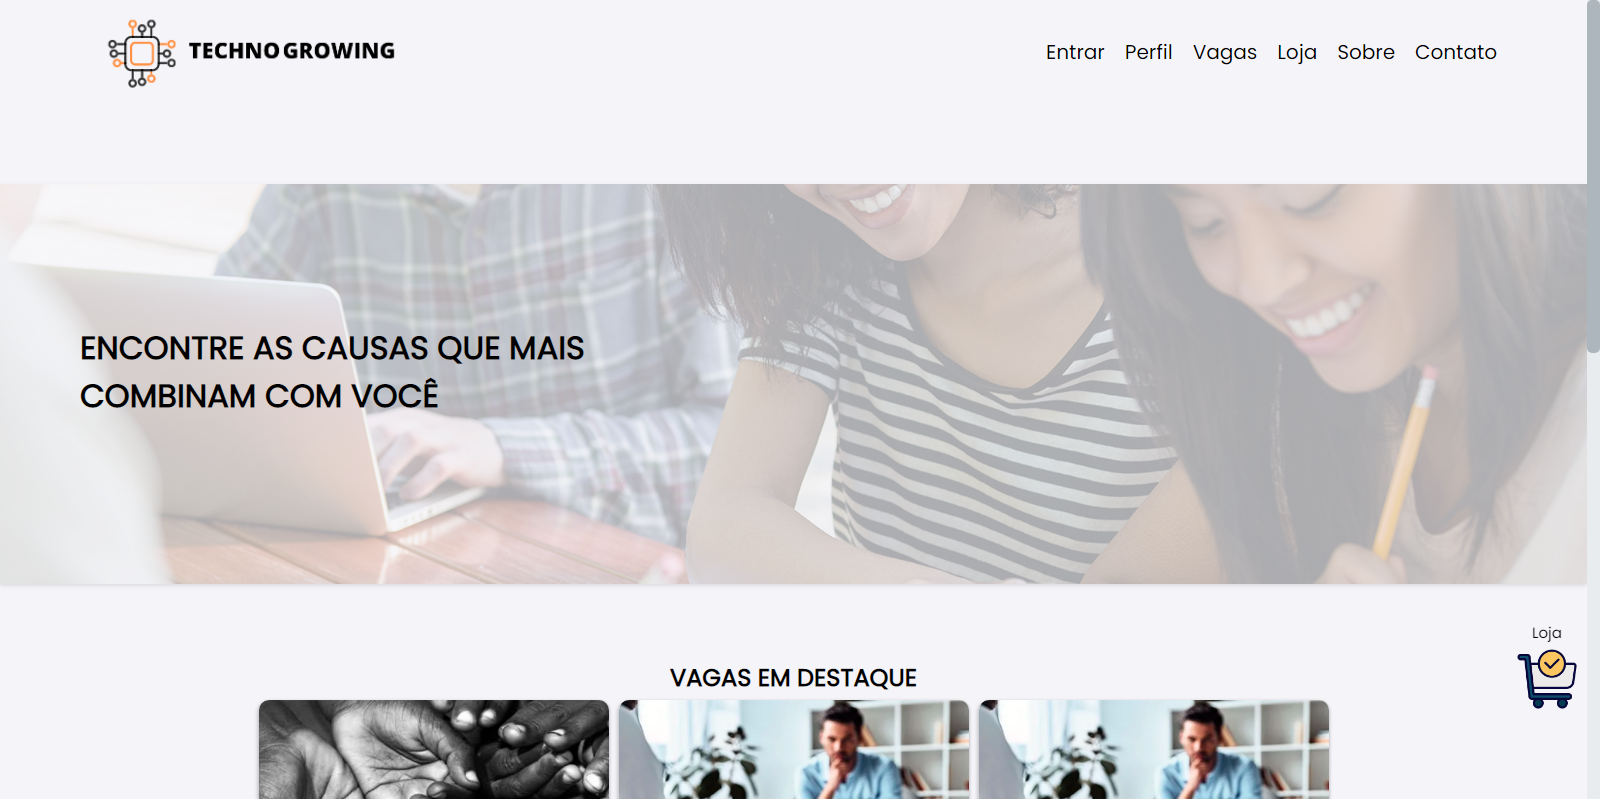 TECHNO GROWING
Entrar Perfil Vagas Loja Sobre Contato
ENCONTRE AS CAUSAS QUE MAIS
COMBINAM COM VOCÊ
Loja
VAGAS EM DESTAQUE